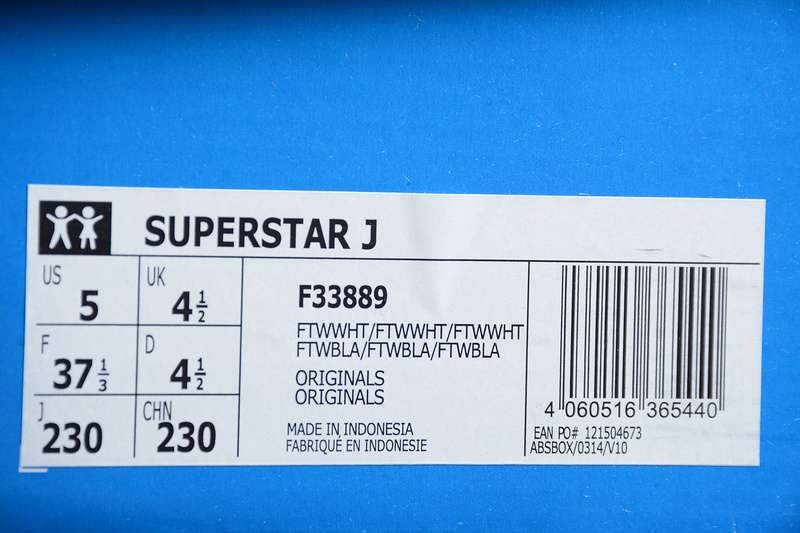 SUPERSTAR J
US 5
UK 4 1/2
F 37 1/3
D 4 1/2
J 230
CHN 230
F33889
FTWWHT/FTWWHT/FTWWHT
FTWBLA/FTWBLA/FTWBLA
ORIGINALS
ORIGINALS
MADE IN INDONESIA
FABRIQUÉ EN INDONESIE
4 060516 365440
EAN PO# 121504673
ABSBOX/0314/V10